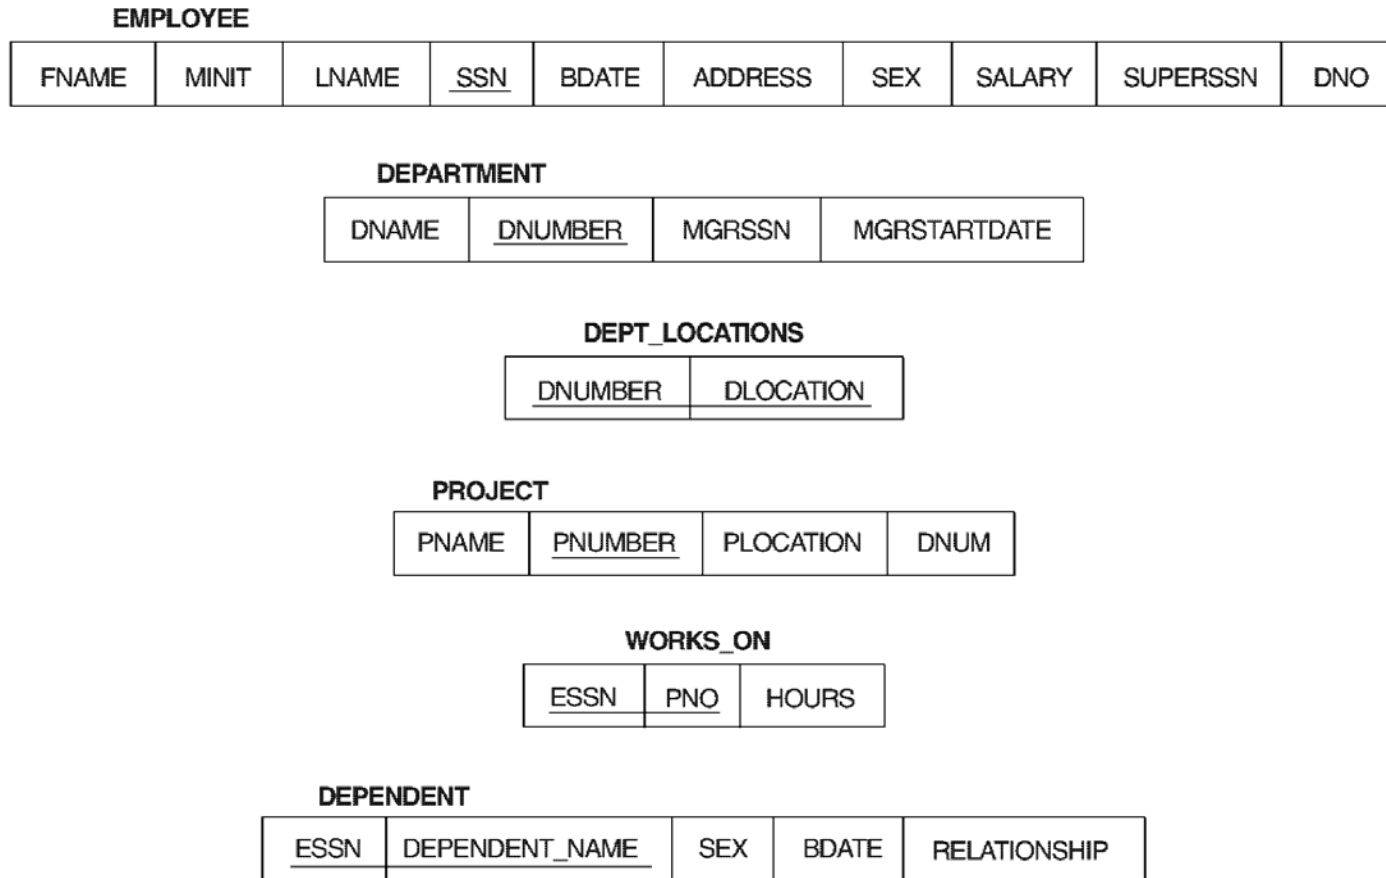 EMPLOYEE
FNAME MINIT LNAME SSN BDATE ADDRESS SEX SALARY SUPERSSN DNO
DEPARTMENT
DNAME DNUMBER MGRSSN MGRSTARTDATE
DEPT_LOCATIONS
DNUMBER DLOCATION
PROJECT
PNAME PNUMBER PLOCATION DNUM
WORKS_ON
ESSN PNO HOURS
DEPENDENT
ESSN DEPENDENT_NAME SEX BDATE RELATIONSHIP